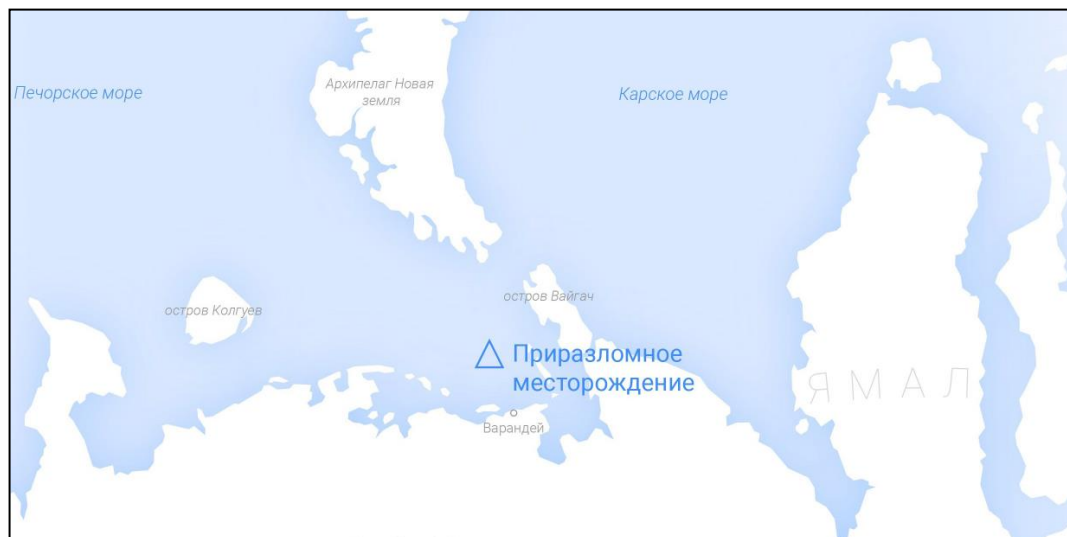 Печорское море
Архипелаг Новая
земля
Карское море
остров Колгуев
остров Вайгач
Приразломное
месторождение
ЯМАЛ
Варандей